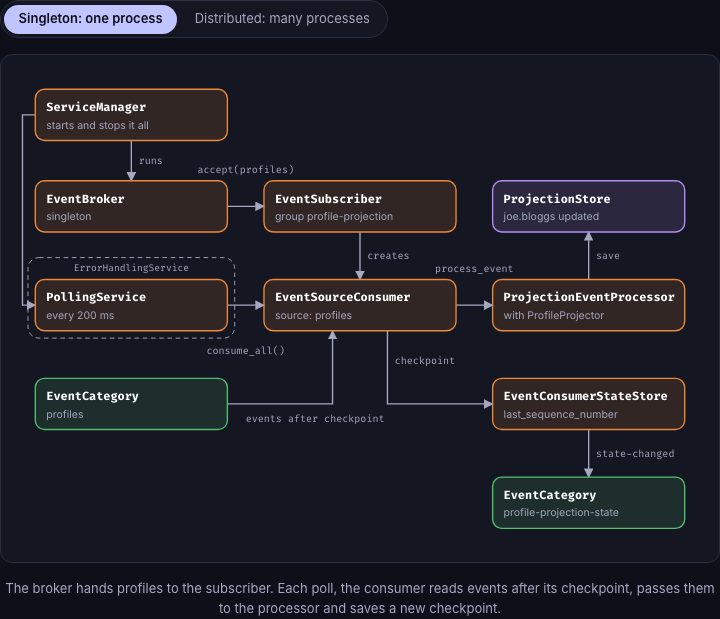 Singleton: one process
Distributed: many processes
ServiceManager
starts and stops it all
runs
accept(profiles)
EventBroker
singleton
EventSubscriber
group profile-projection
ProjectionStore
joe.bloggs updated
creates
save
ErrorHandlingService
process_event
PollingService
every 200 ms
EventSourceConsumer
source: profiles
ProjectionEventProcessor
with ProfileProjector
consume_all()
checkpoint
EventCategory
profiles
events after checkpoint
EventConsumerStateStore
last_sequence_number
state-changed
EventCategory
profile-projection-state
The broker hands profiles to the subscriber. Each poll, the consumer reads events after its checkpoint, passes them
to the processor and saves a new checkpoint.